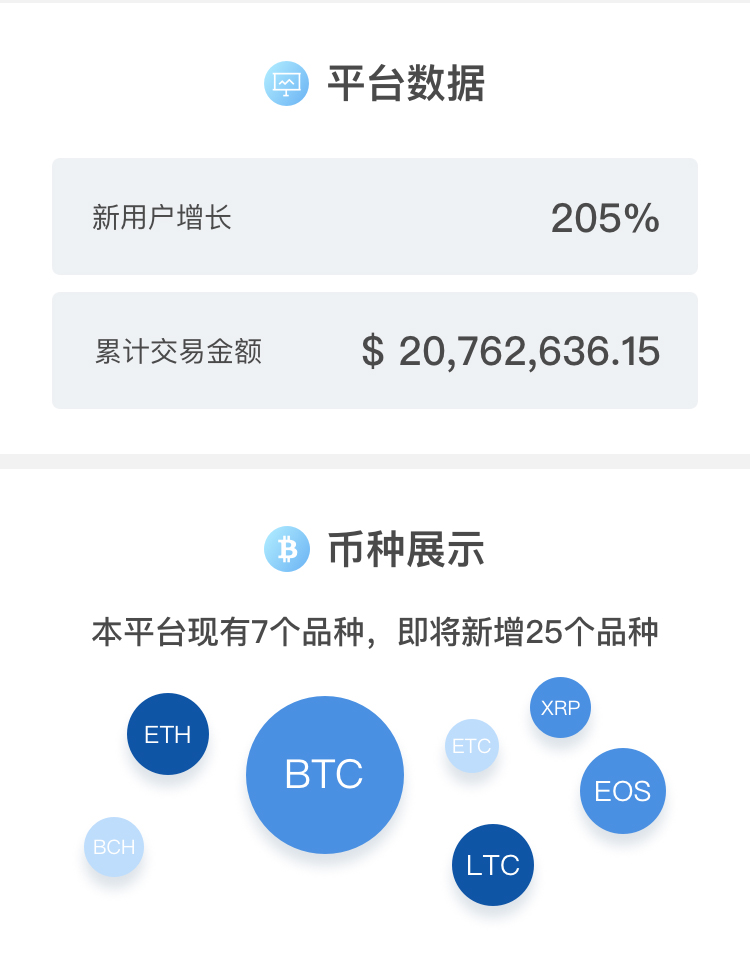 平台数据
新用户增长
205%
累计交易金额
$ 20,762,636.15
币种展示
本平台现有7个品种，即将新增25个品种
ETH
BTC
ETC
XRP
EOS
BCH
LTC